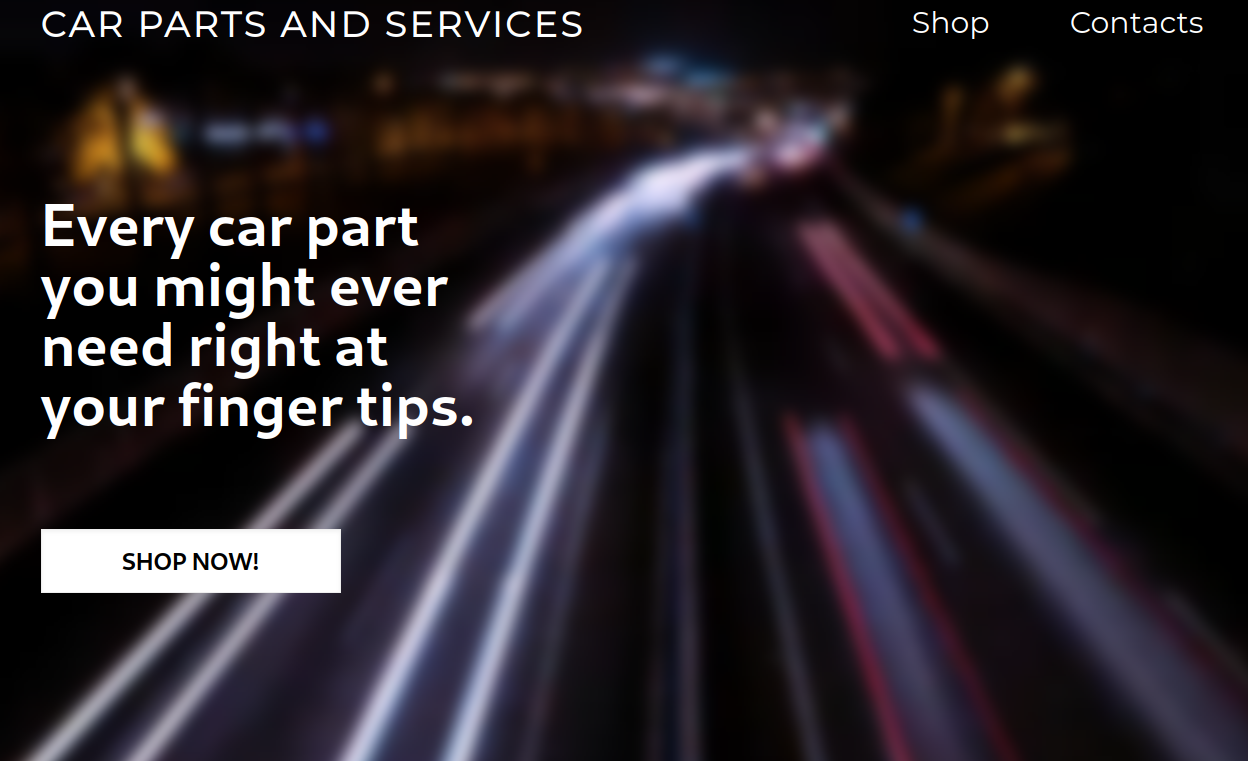 CAR PARTS AND SERVICES
Shop
Contacts
Every car part
you might ever
need right at
your finger tips.
SHOP NOW!